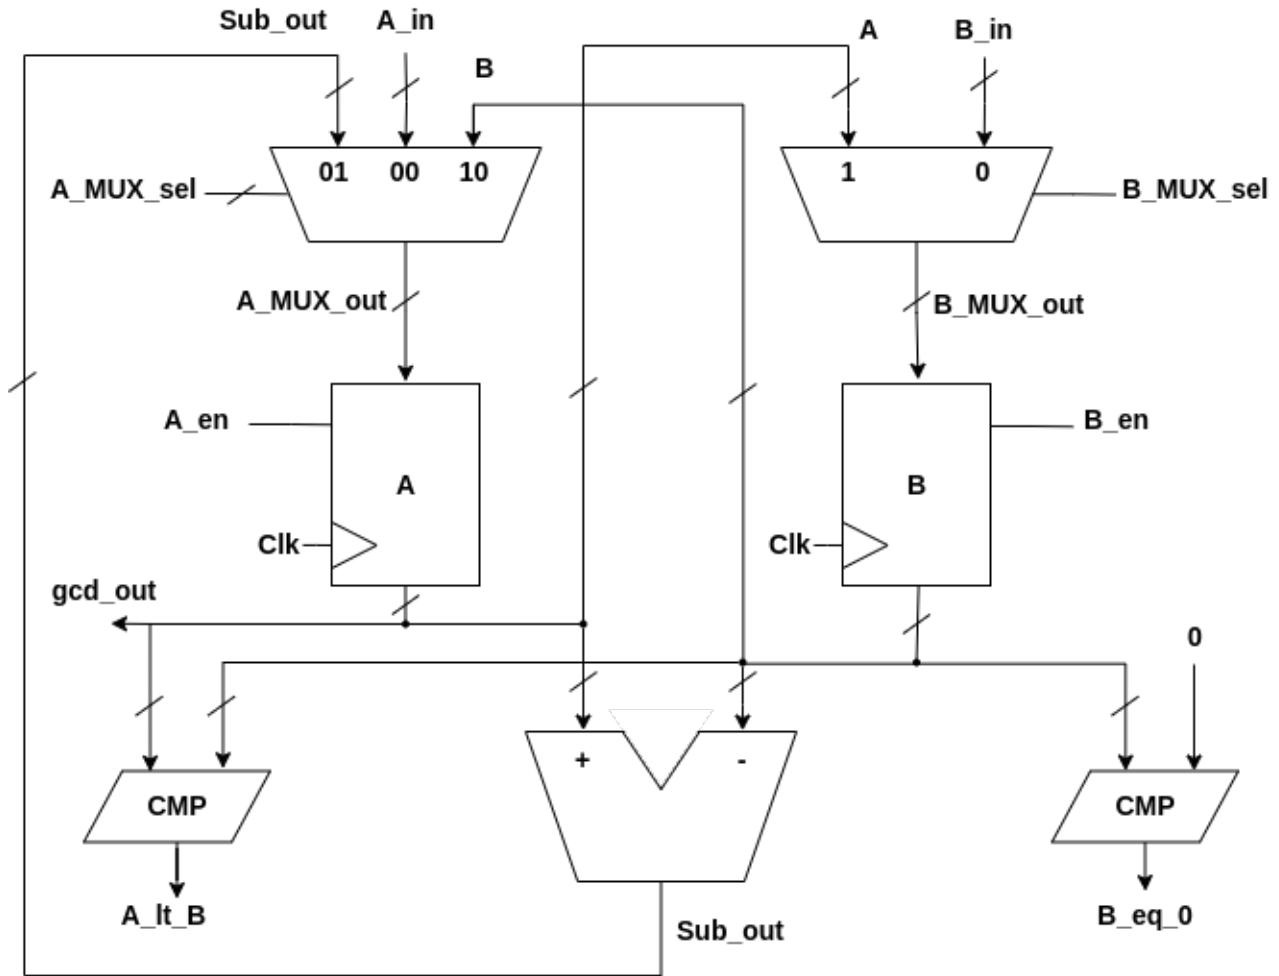 Sub_out
A_in
A
B_in
B
01 00 10
1 0
A_MUX_sel
B_MUX_sel
A_MUX_out
B_MUX_out
A_en
B_en
A
B
Clk
Clk
gcd_out
0
+ -
CMP
CMP
A_lt_B
B_eq_0
Sub_out